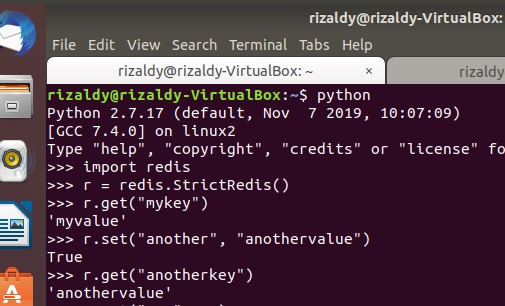 rizaldy@rizaldy-VirtualBox:
File Edit View Search Terminal Tabs Help
rizaldy@rizaldy-VirtualBox: ~ ×
rizaldy
rizaldy@rizaldy-VirtualBox:~$ python
Python 2.7.17 (default, Nov  7 2019, 10:07:09)
[GCC 7.4.0] on linux2
Type "help", "copyright", "credits" or "license" fo
>>> import redis
>>> r = redis.StrictRedis()
>>> r.get("mykey")
'myvalue'
>>> r.set("another", "anothervalue")
True
>>> r.get("anotherkey")
'anothervalue'